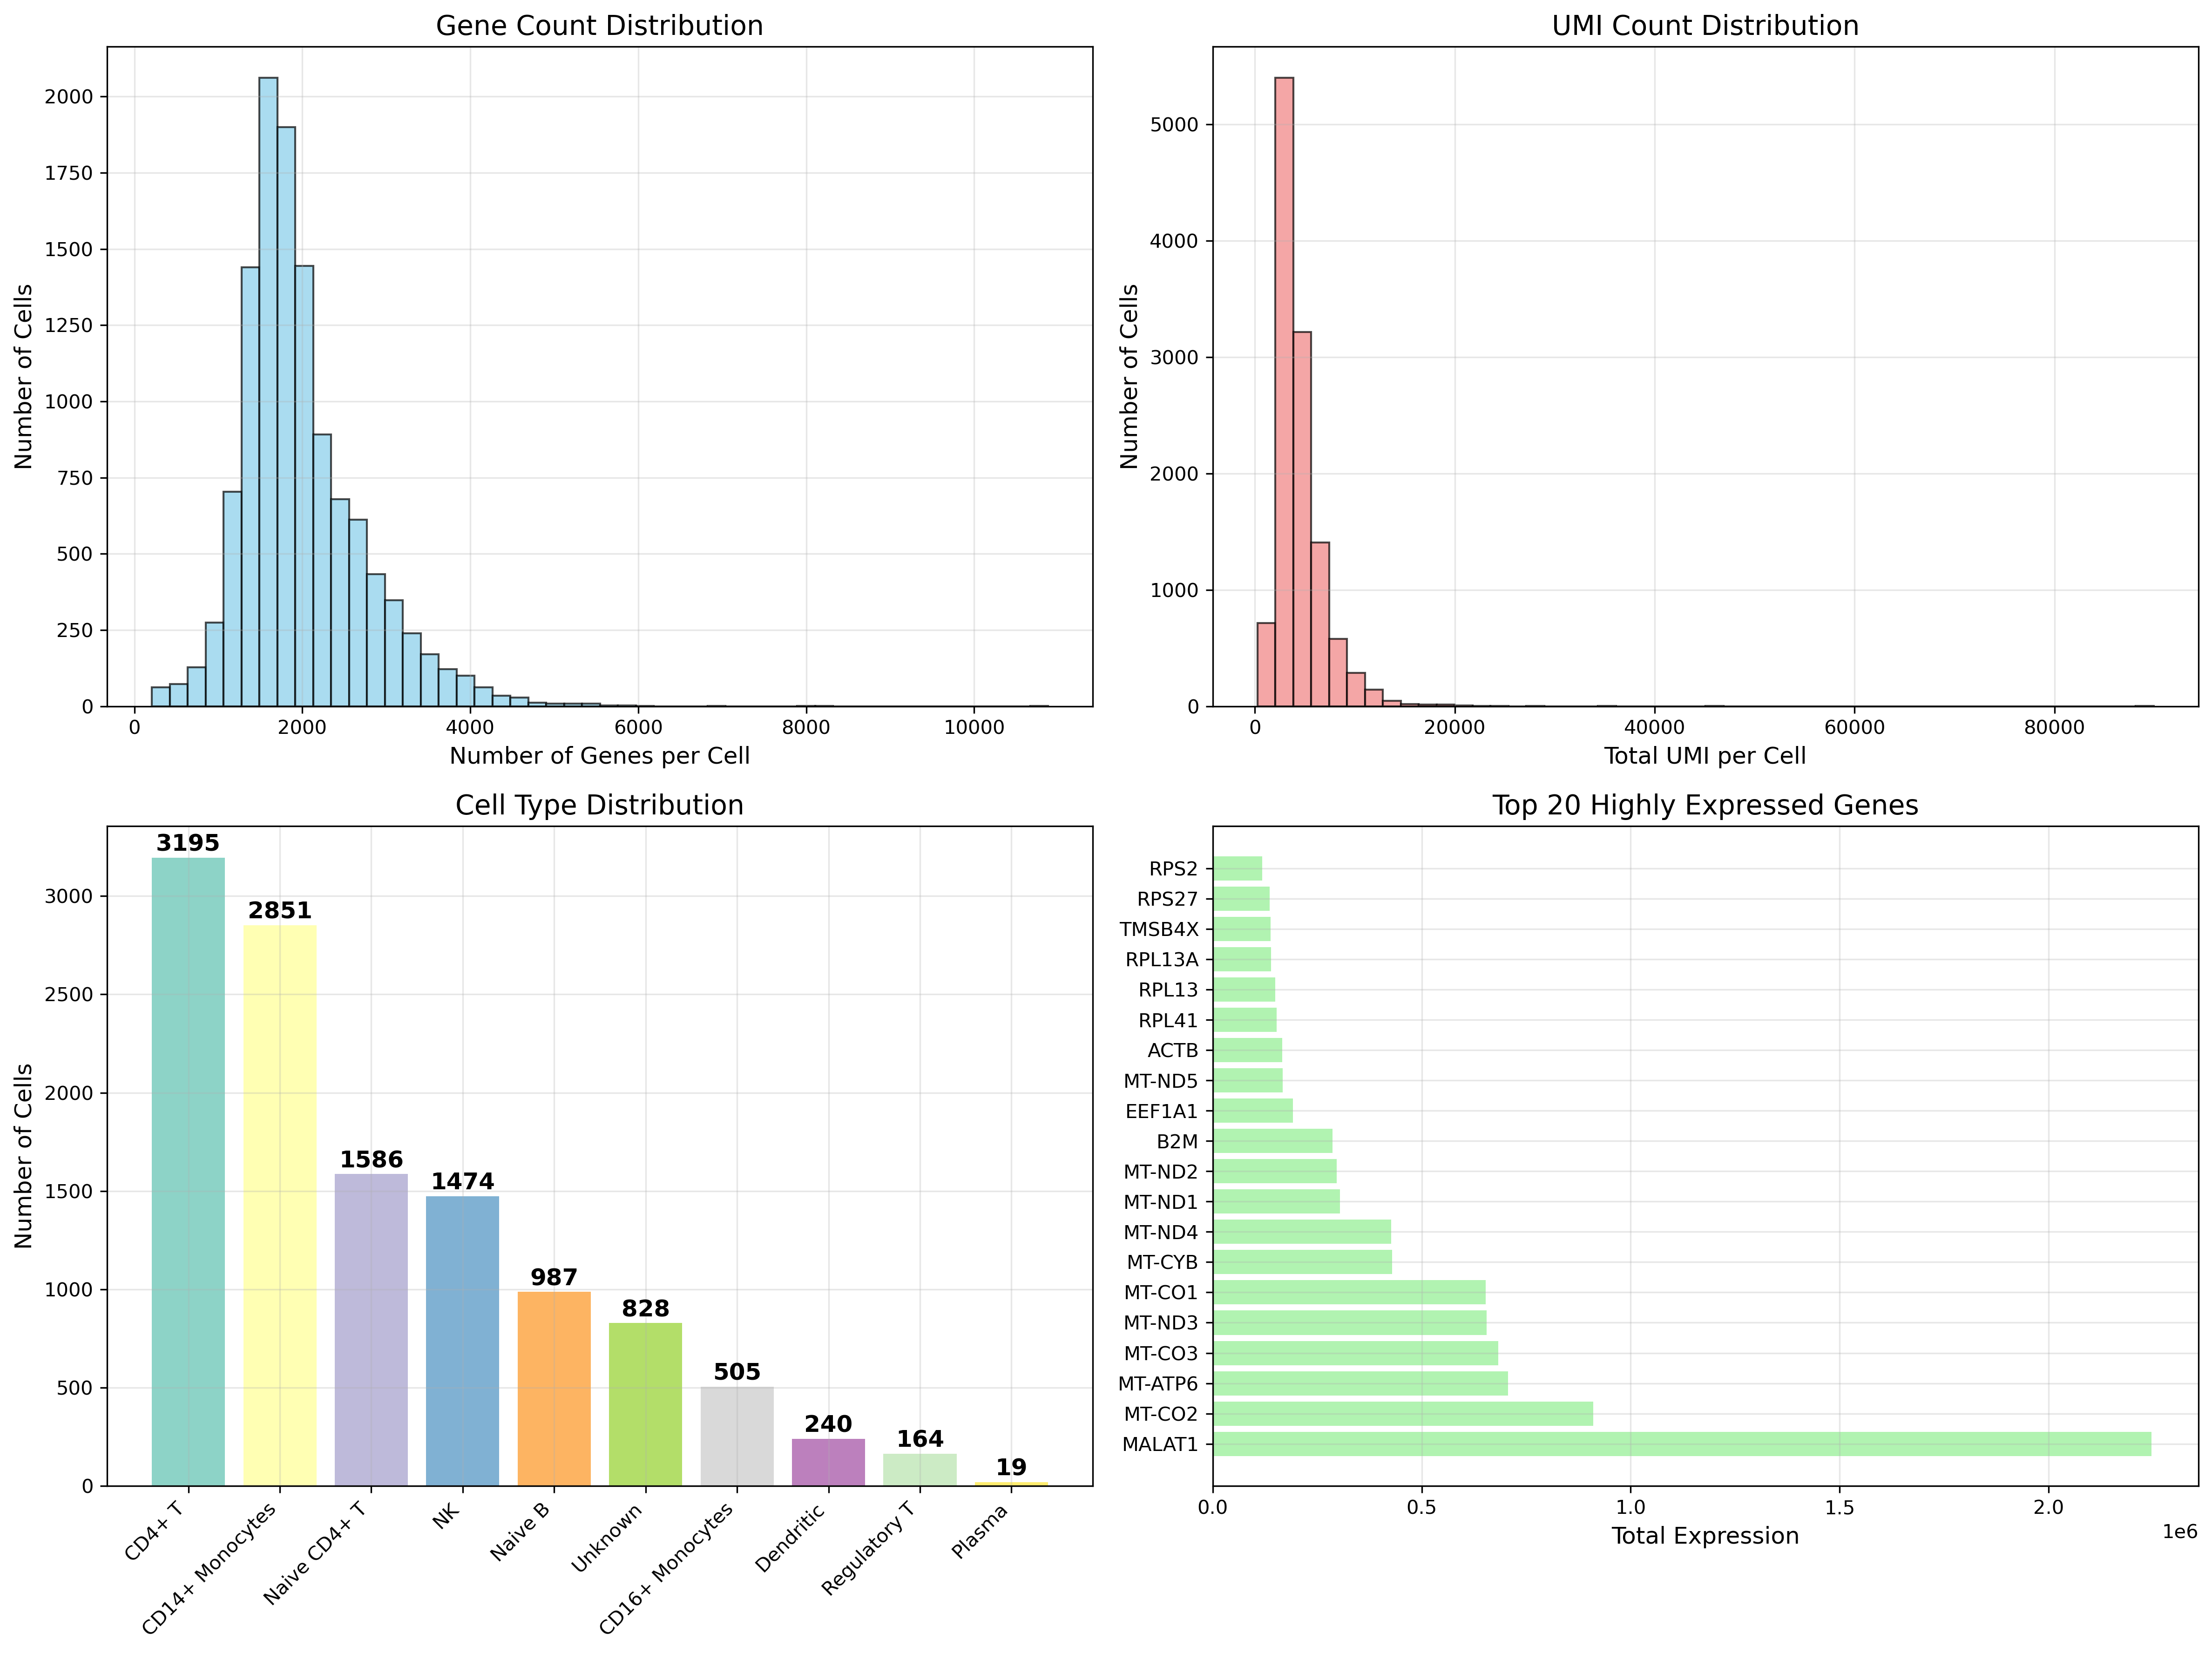 Gene Count Distribution
Number of Cells
2000
1750
1500
1250
1000
750
500
250
0
0 2000 4000 6000 8000 10000
Number of Genes per Cell
UMI Count Distribution
Number of Cells
5000
4000
3000
2000
1000
0
0 20000 40000 60000 80000
Total UMI per Cell
Cell Type Distribution
Number of Cells
3000
2500
2000
1500
1000
500
0
3195
2851
1586
1474
987
828
505
240
164
19
CD4+ T
CD14+ Monocytes
Naive CD4+ T
NK
Naive B
Unknown
CD16+ Monocytes
Dendritic
Regulatory T
Plasma
Top 20 Highly Expressed Genes
RPS2
RPS27
TMSB4X
RPL13A
RPL13
RPL41
ACTB
MT-ND5
EEF1A1
B2M
MT-ND2
MT-ND1
MT-ND4
MT-CYB
MT-CO1
MT-ND3
MT-CO3
MT-ATP6
MT-CO2
MALAT1
0.0 0.5 1.0 1.5 2.0
1e6
Total Expression